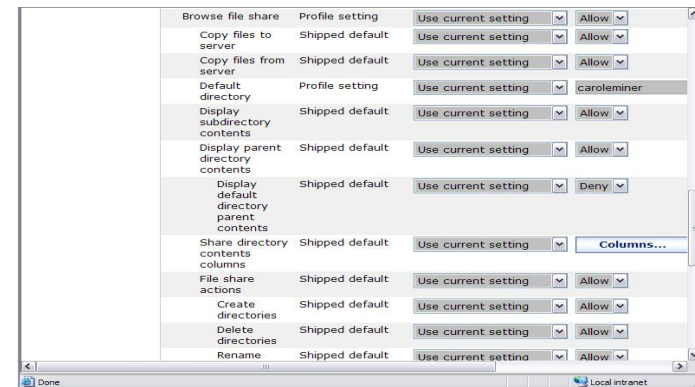 Browse file share Profile setting Use current setting Allow
Copy files to server Shipped default Use current setting Allow
Copy files from server Shipped default Use current setting Allow
Default directory Profile setting Use current setting caroleminer
Display subdirectory contents Shipped default Use current setting Allow
Display parent directory contents Shipped default Use current setting Allow
Display default directory parent contents Shipped default Use current setting Deny
Share directory contents columns Shipped default Use current setting Columns...
File share actions Shipped default Use current setting Allow
Create directories Shipped default Use current setting Allow
Delete directories Shipped default Use current setting Allow
Rename Shipped default Use current setting Allow
Done Local intranet